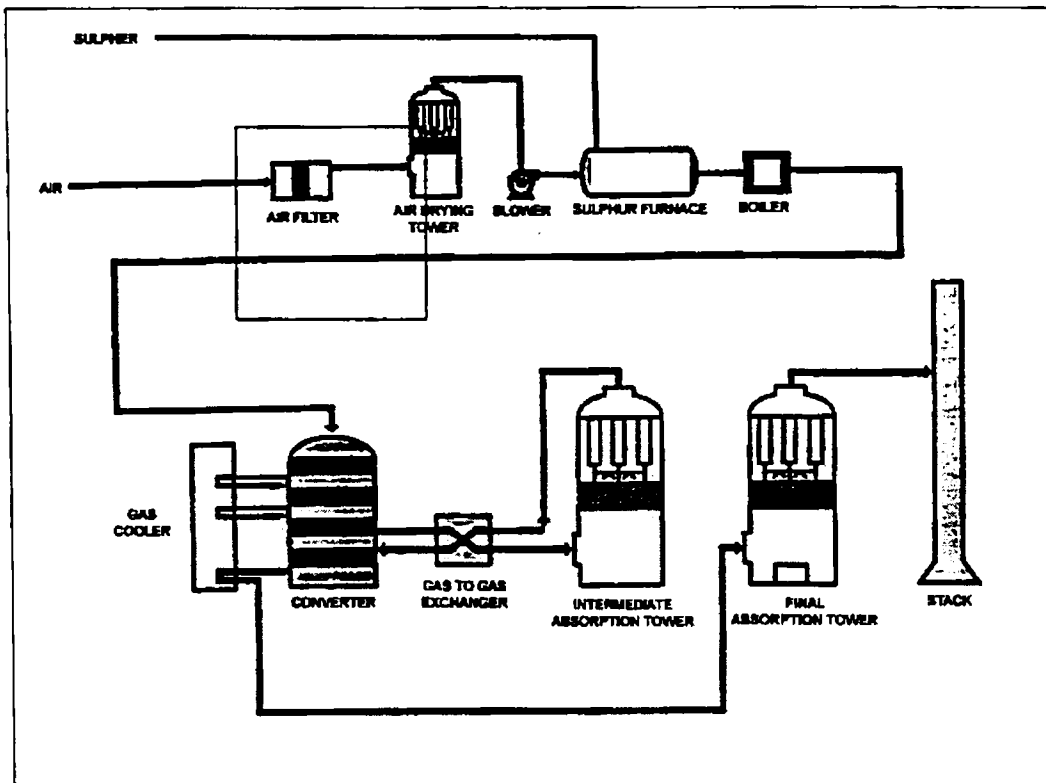 SULPHER
AIR
AIR FILTER
AIR DRYING
TOWER
BLOWER
SULPHUR FURNACE
BOILER
GAS
COOLER
CONVERTER
GAS TO GAS
EXCHANGER
INTERMEDIATE
ABSORPTION TOWER
FINAL
ABSORPTION TOWER
STACK